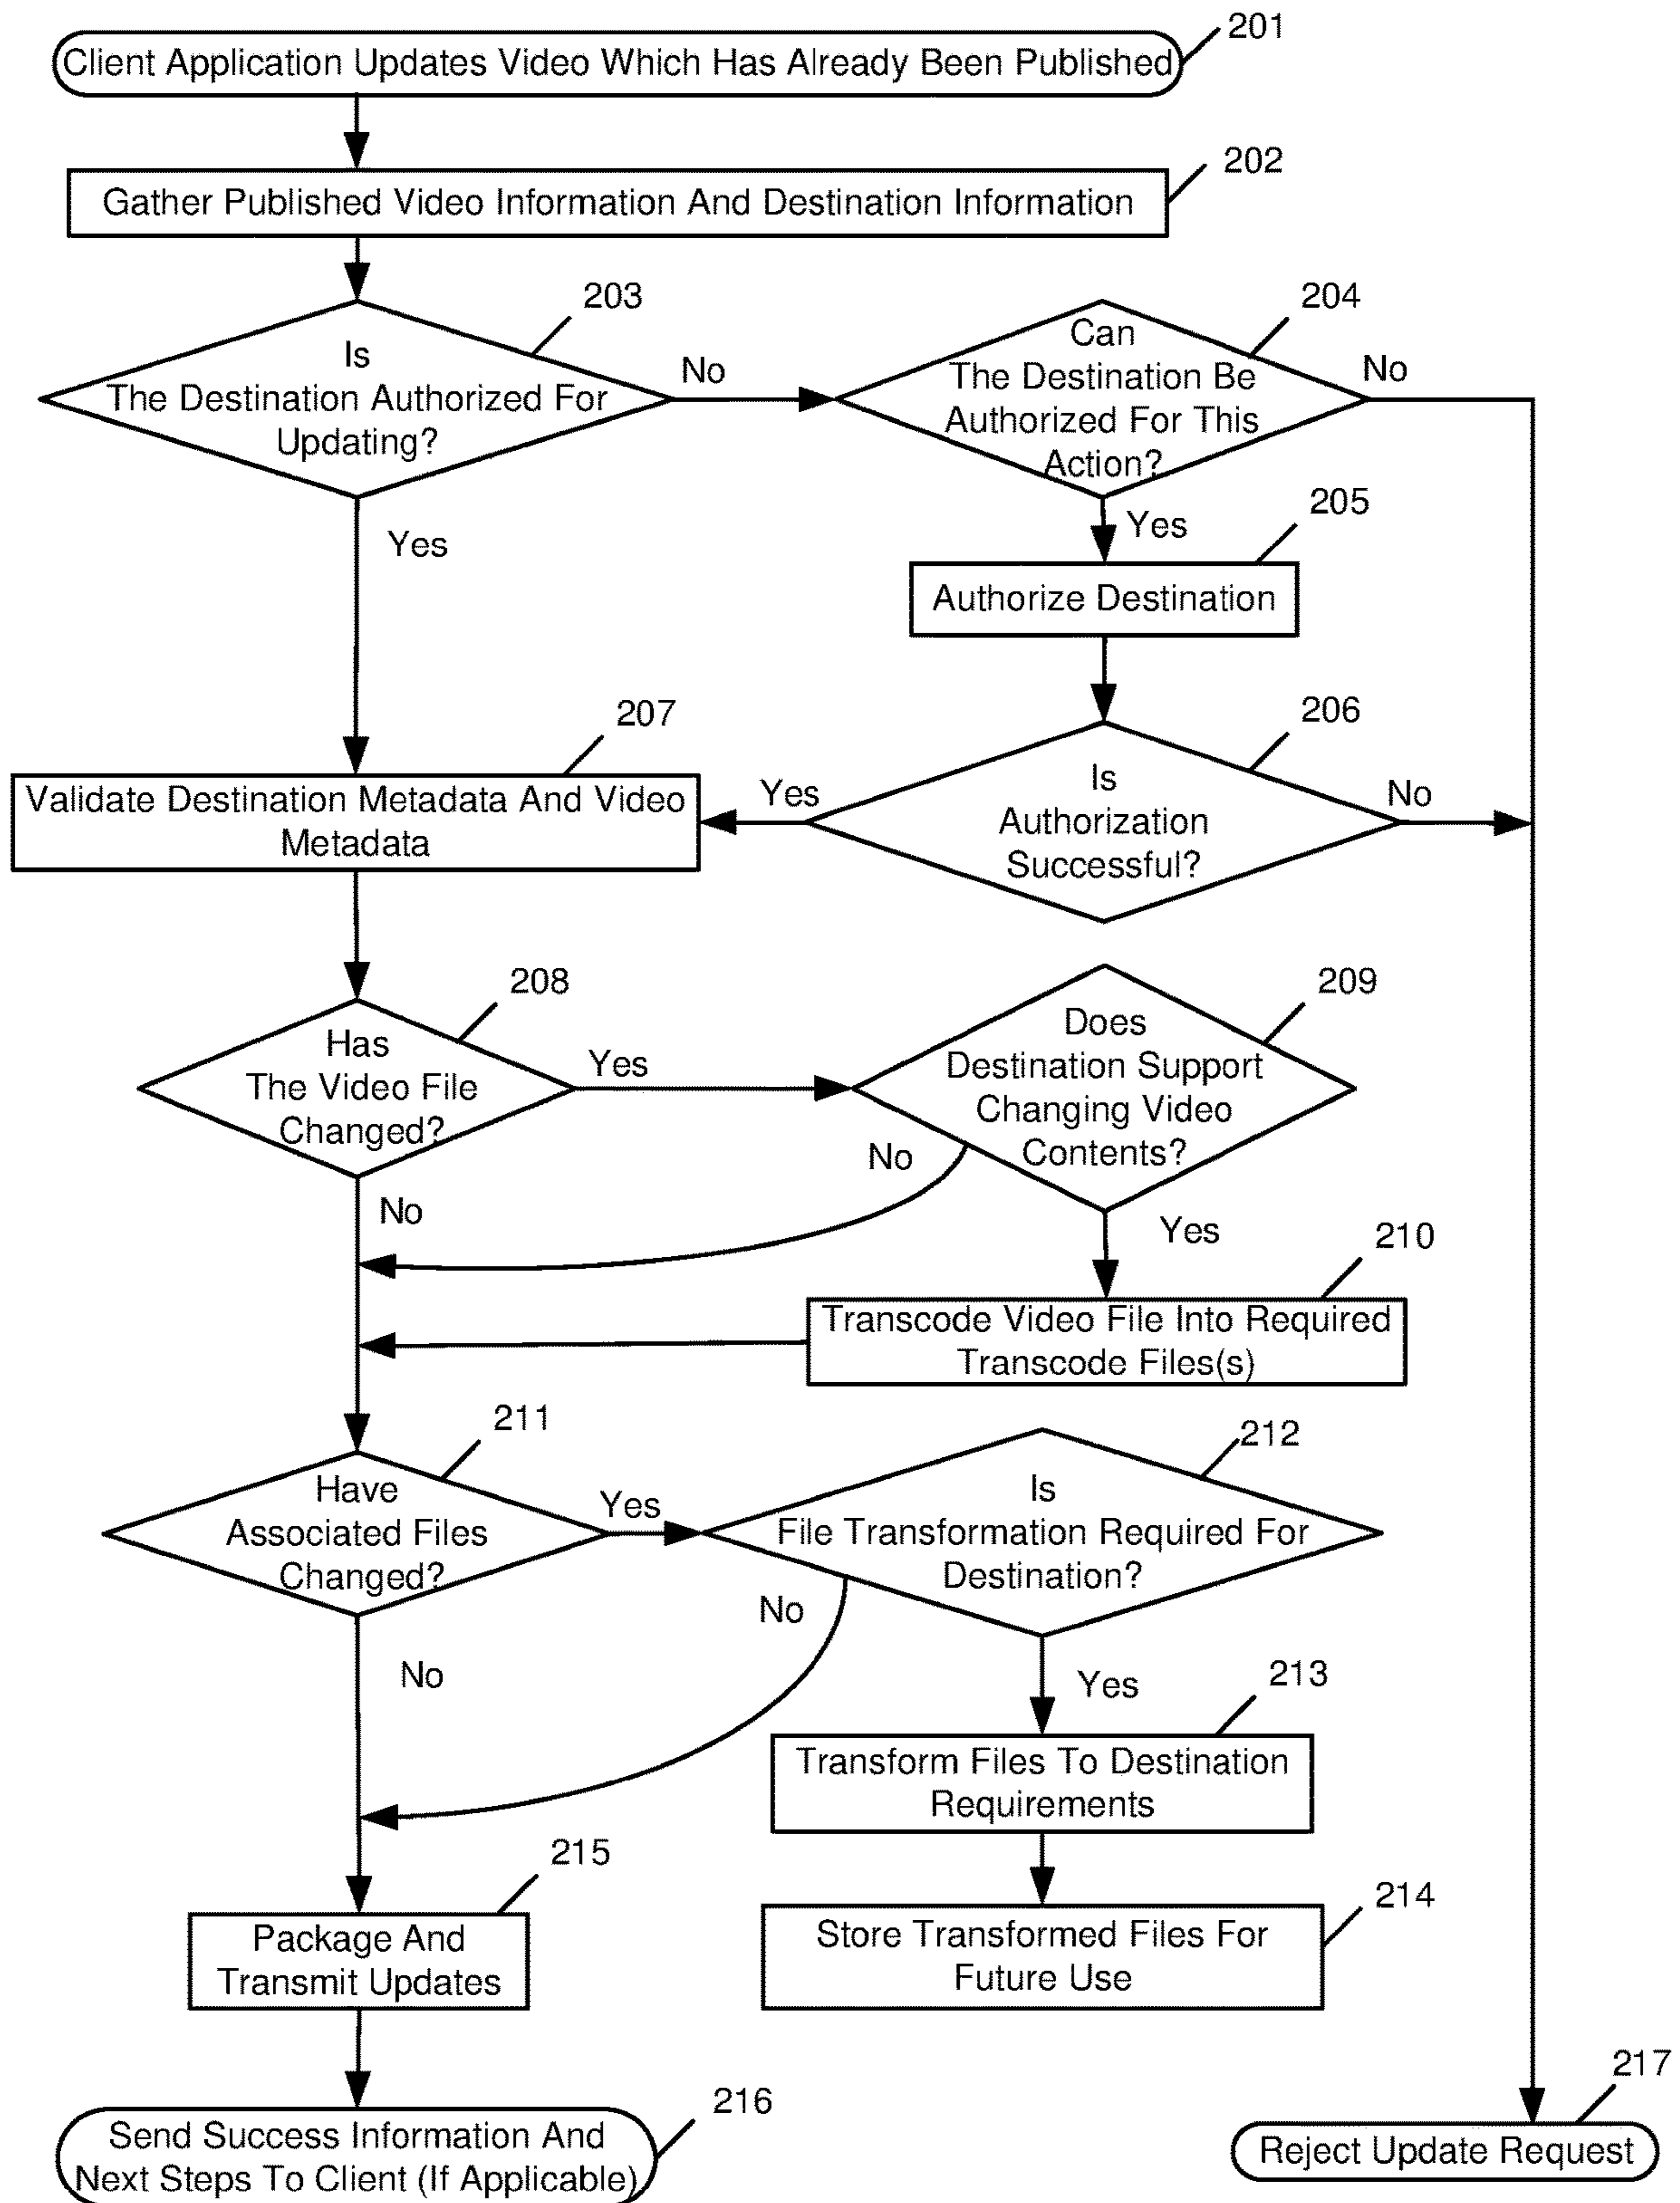 201
Client Application Updates Video Which Has Already Been Published
202
Gather Published Video Information And Destination Information
203
Is
The Destination Authorized For
Updating?
No
204
Can
The Destination Be
Authorized For This
Action?
No
Yes
Yes
205
Authorize Destination
207
Validate Destination Metadata And Video
Metadata
Yes
206
Is
Authorization
Successful?
No
208
Has
The Video File
Changed?
Yes
209
Does
Destination Support
Changing Video
Contents?
No
No
Yes
210
Transcode Video File Into Required
Transcode Files(s)
211
Have
Associated Files
Changed?
Yes
212
Is
File Transformation Required For
Destination?
No
No
Yes
213
Transform Files To Destination
Requirements
215
Package And
Transmit Updates
214
Store Transformed Files For
Future Use
216
Send Success Information And
Next Steps To Client (If Applicable)
217
Reject Update Request